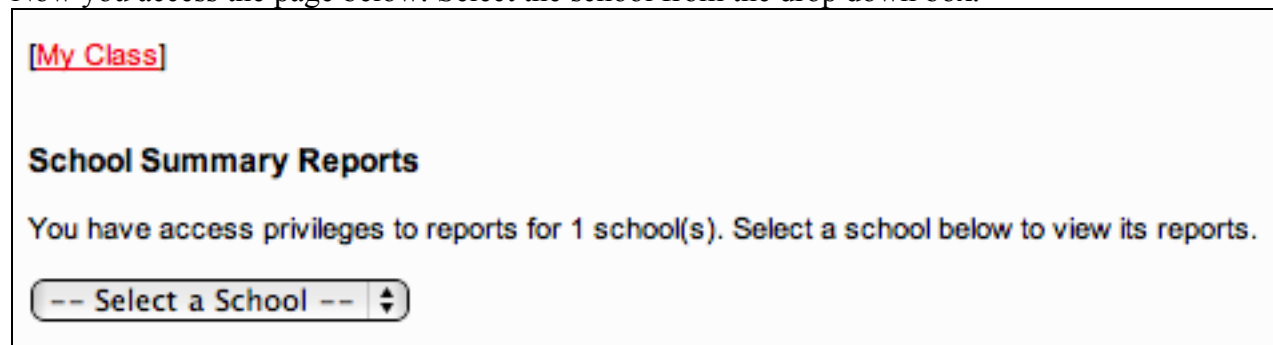 Now you access the page below. Select the school from the drop down box.
[My Class]
School Summary Reports
You have access privileges to reports for 1 school(s). Select a school below to view its reports.
-- Select a School --